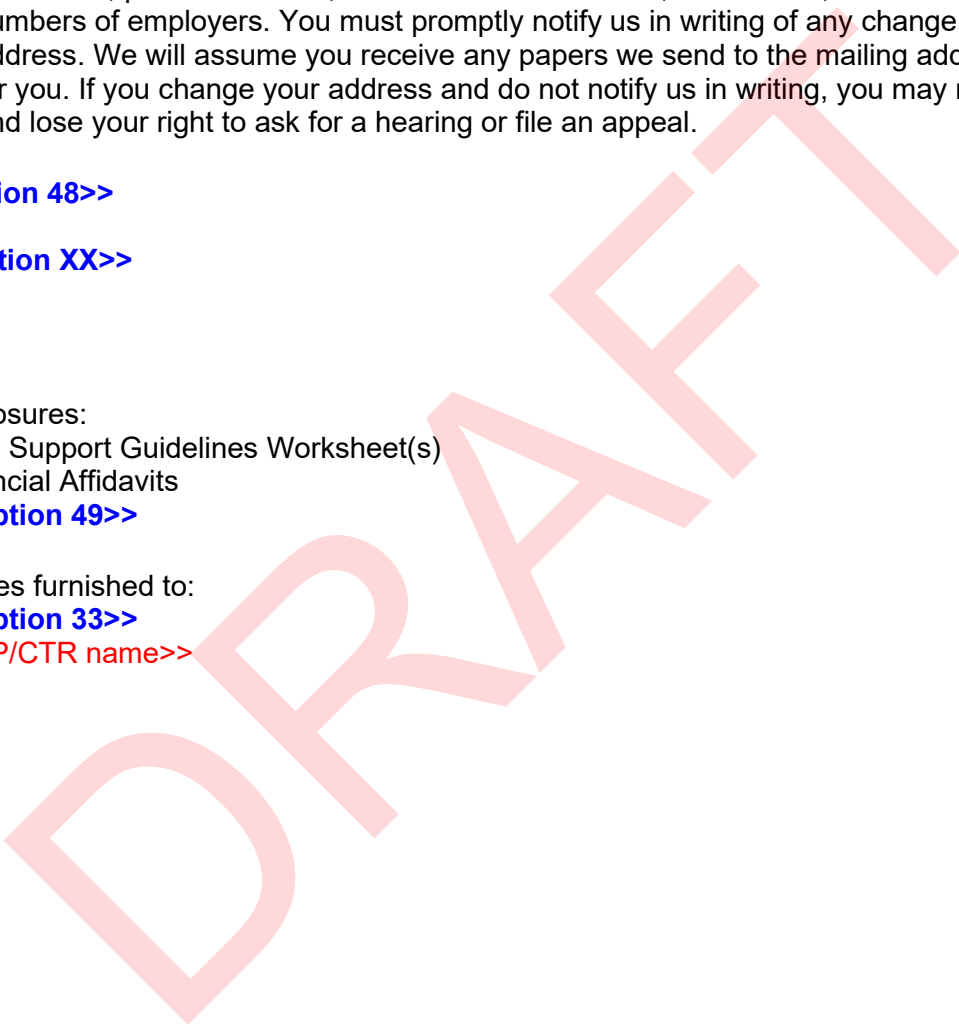 umbers of employers. You must promptly notify us in writing of any change
ddress. We will assume you receive any papers we send to the mailing add
r you. If you change your address and do not notify us in writing, you may
nd lose your right to ask for a hearing or file an appeal.
ion 48>>
tion XX>>
osures:
Support Guidelines Worksheet(s)
ncial Affidavits
ption 49>>
es furnished to:
ption 33>>
P/CTR name>>
DRAFT